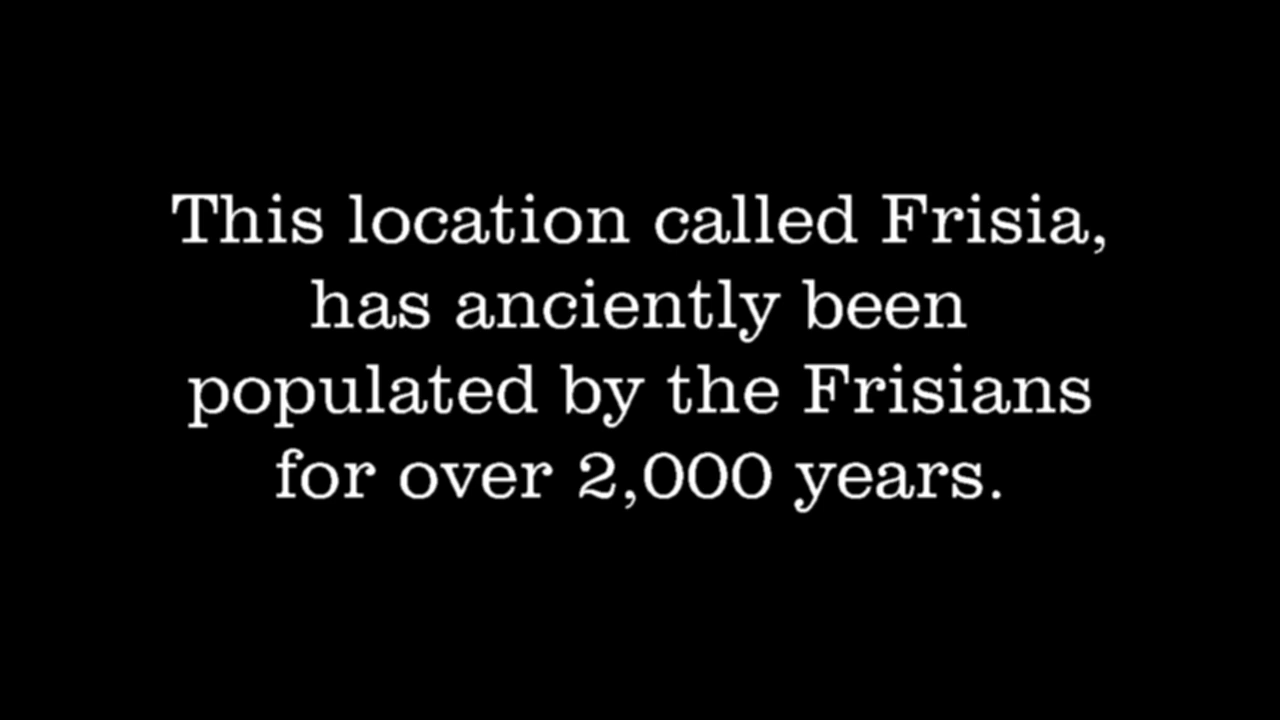 This location called Frisia,
has anciently been
populated by the Frisians
for over 2,000 years.